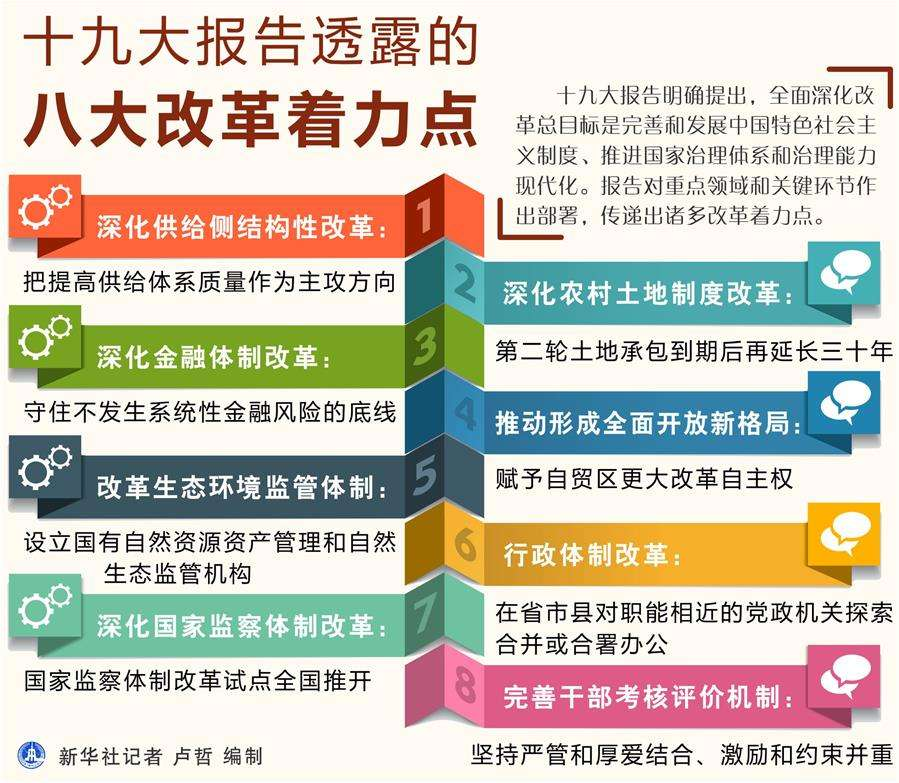 十九大报告透露的
八大改革着力点
十九大报告明确提出，全面深化改
革总目标是完善和发展中国特色社会主
义制度、推进国家治理体系和治理能力
现代化。报告对重点领域和关键环节作
出部署，传递出诸多改革着力点。
1
深化供给侧结构性改革：
把提高供给体系质量作为主攻方向
2
深化农村土地制度改革：
第二轮土地承包到期后再延长三十年
3
深化金融体制改革：
守住不发生系统性金融风险的底线
4
推动形成全面开放新格局：
赋予自贸区更大改革自主权
5
改革生态环境监管体制：
设立国有自然资源资产管理和自然
生态监管机构
6
行政体制改革：
在省市县对职能相近的党政机关探索
合并或合署办公
7
深化国家监察体制改革：
国家监察体制改革试点全国推开
8
完善干部考核评价机制：
坚持严管和厚爱结合、激励和约束并重
新华社记者 卢哲 编制